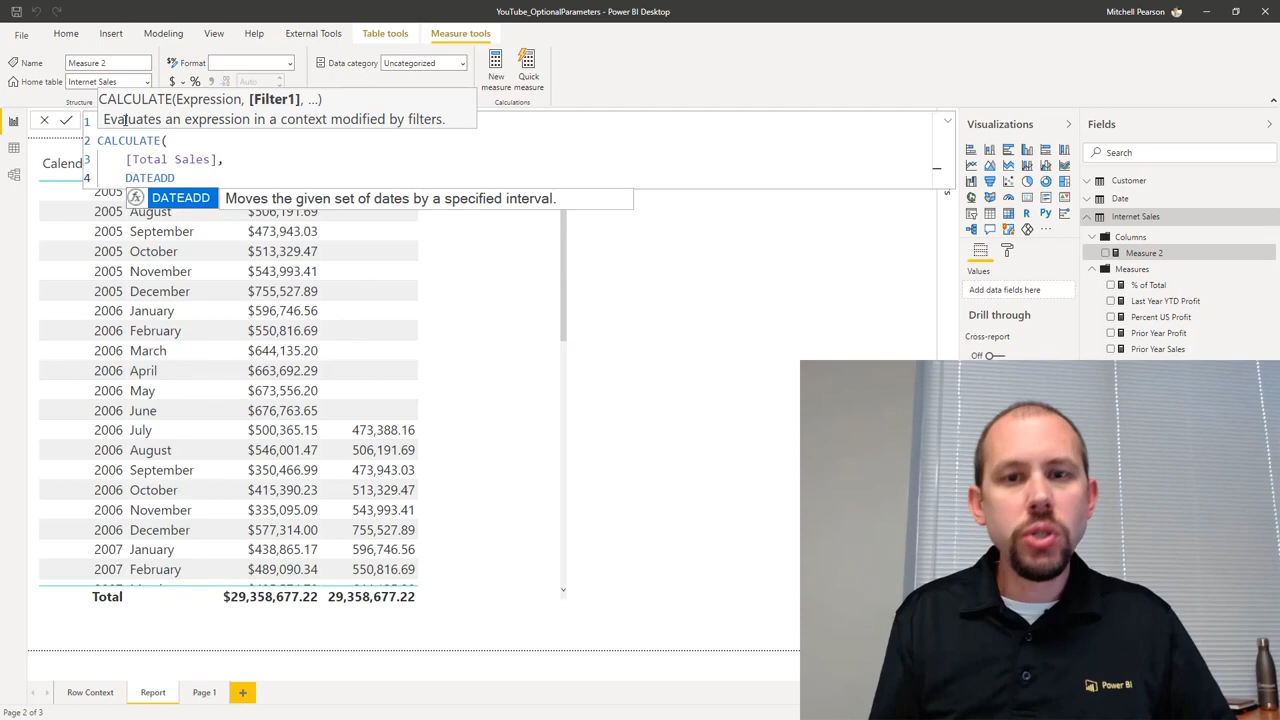 YouTube_OptionalParameters - Power BI Desktop
Mitchell Pearson
File Home Insert Modeling View Help External Tools Table tools Measure tools
Name Measure 2
Format
Data category Uncategorized
Home table Internet Sales
$ % Auto
New measure
Quick measure
Structure
Calculations
CALCULATE(Expression, [Filter1], ...)
Evaluates an expression in a context modified by filters.
1
2 CALCULATE(
3 [Total Sales],
4 DATEADD
DATEADD Moves the given set of dates by a specified interval.
Calend
2005
2005 August $506,191.69
2005 September $473,943.03
2005 October $513,329.47
2005 November $543,993.41
2005 December $755,527.89
2006 January $596,746.56
2006 February $550,816.69
2006 March $644,135.20
2006 April $663,692.29
2006 May $673,556.20
2006 June $676,763.65
2006 July $500,365.15 473,388.16
2006 August $546,001.47 506,191.69
2006 September $350,466.99 473,943.03
2006 October $415,390.23 513,329.47
2006 November $335,095.09 543,993.41
2006 December $577,314.00 755,527.89
2007 January $438,865.17 596,746.56
2007 February $489,090.34 550,816.69
Total $29,358,677.22 29,358,677.22
Visualizations
R Py
Values
Add data fields here
Drill through
Cross-report
Off
Fields
Search
Customer
Date
Internet Sales
Columns
Measure 2
Measures
% of Total
Last Year YTD Profit
Percent US Profit
Prior Year Profit
Prior Year Sales
Power BI
Row Context Report Page 1
Page 2 of 3